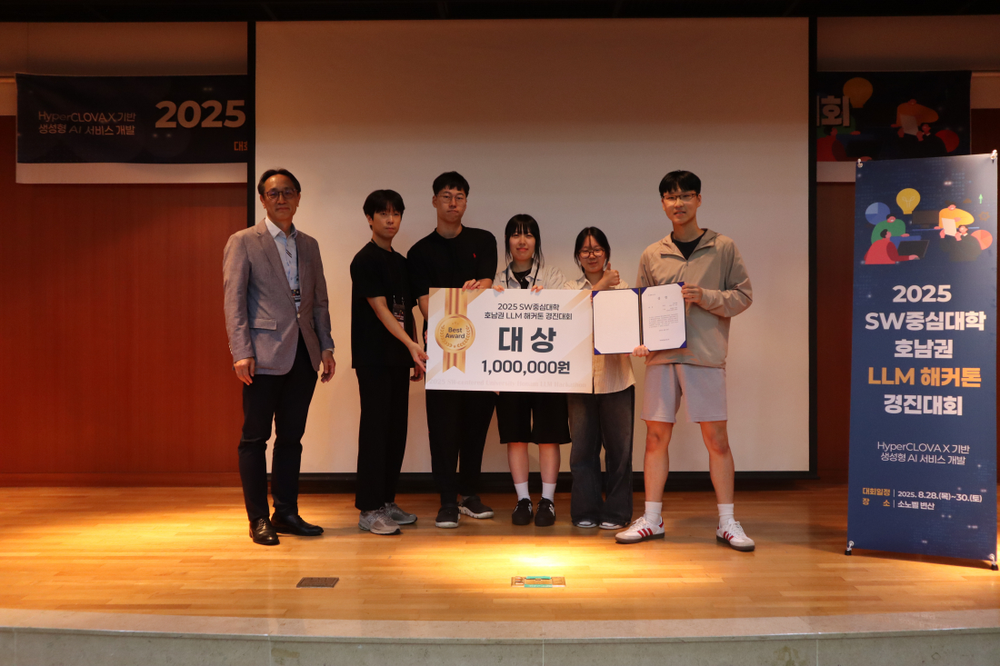 HyperCLOVA X 기반
생성형 AI 서비스 개발
2025
대회
회
2025 SW중심대학
호남권 LLM 해커톤 경진대회
Best
Award
대상
1,000,000원
2025
SW중심대학
호남권
LLM 해커톤
경진대회
HyperCLOVA X 기반
생성형 AI 서비스 개발
대회일정 | 2025. 8.28.(목)~30.(토)
장 소 | 소노벨 변산